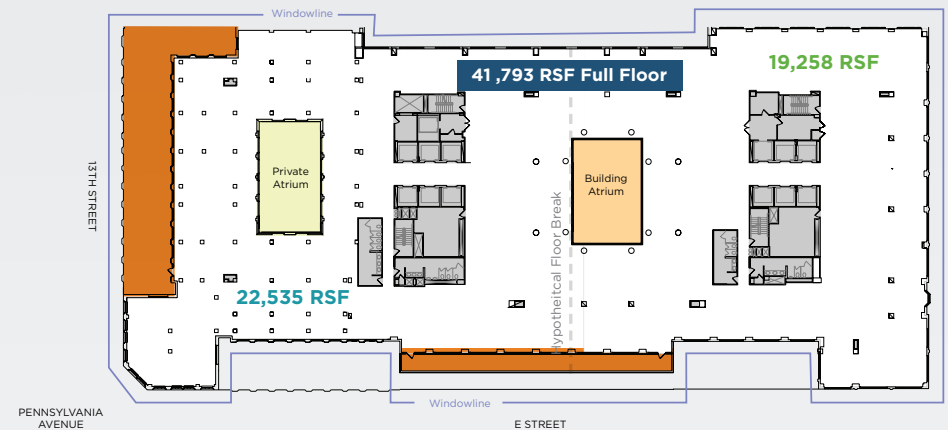 Windowline
41 ,793 RSF Full Floor
19,258 RSF
Private
Atrium
Building
Atrium
13TH STREET
Hypotheitcal Floor Break
22,535 RSF
Windowline
PENNSYLVANIA
AVENUE
E STREET